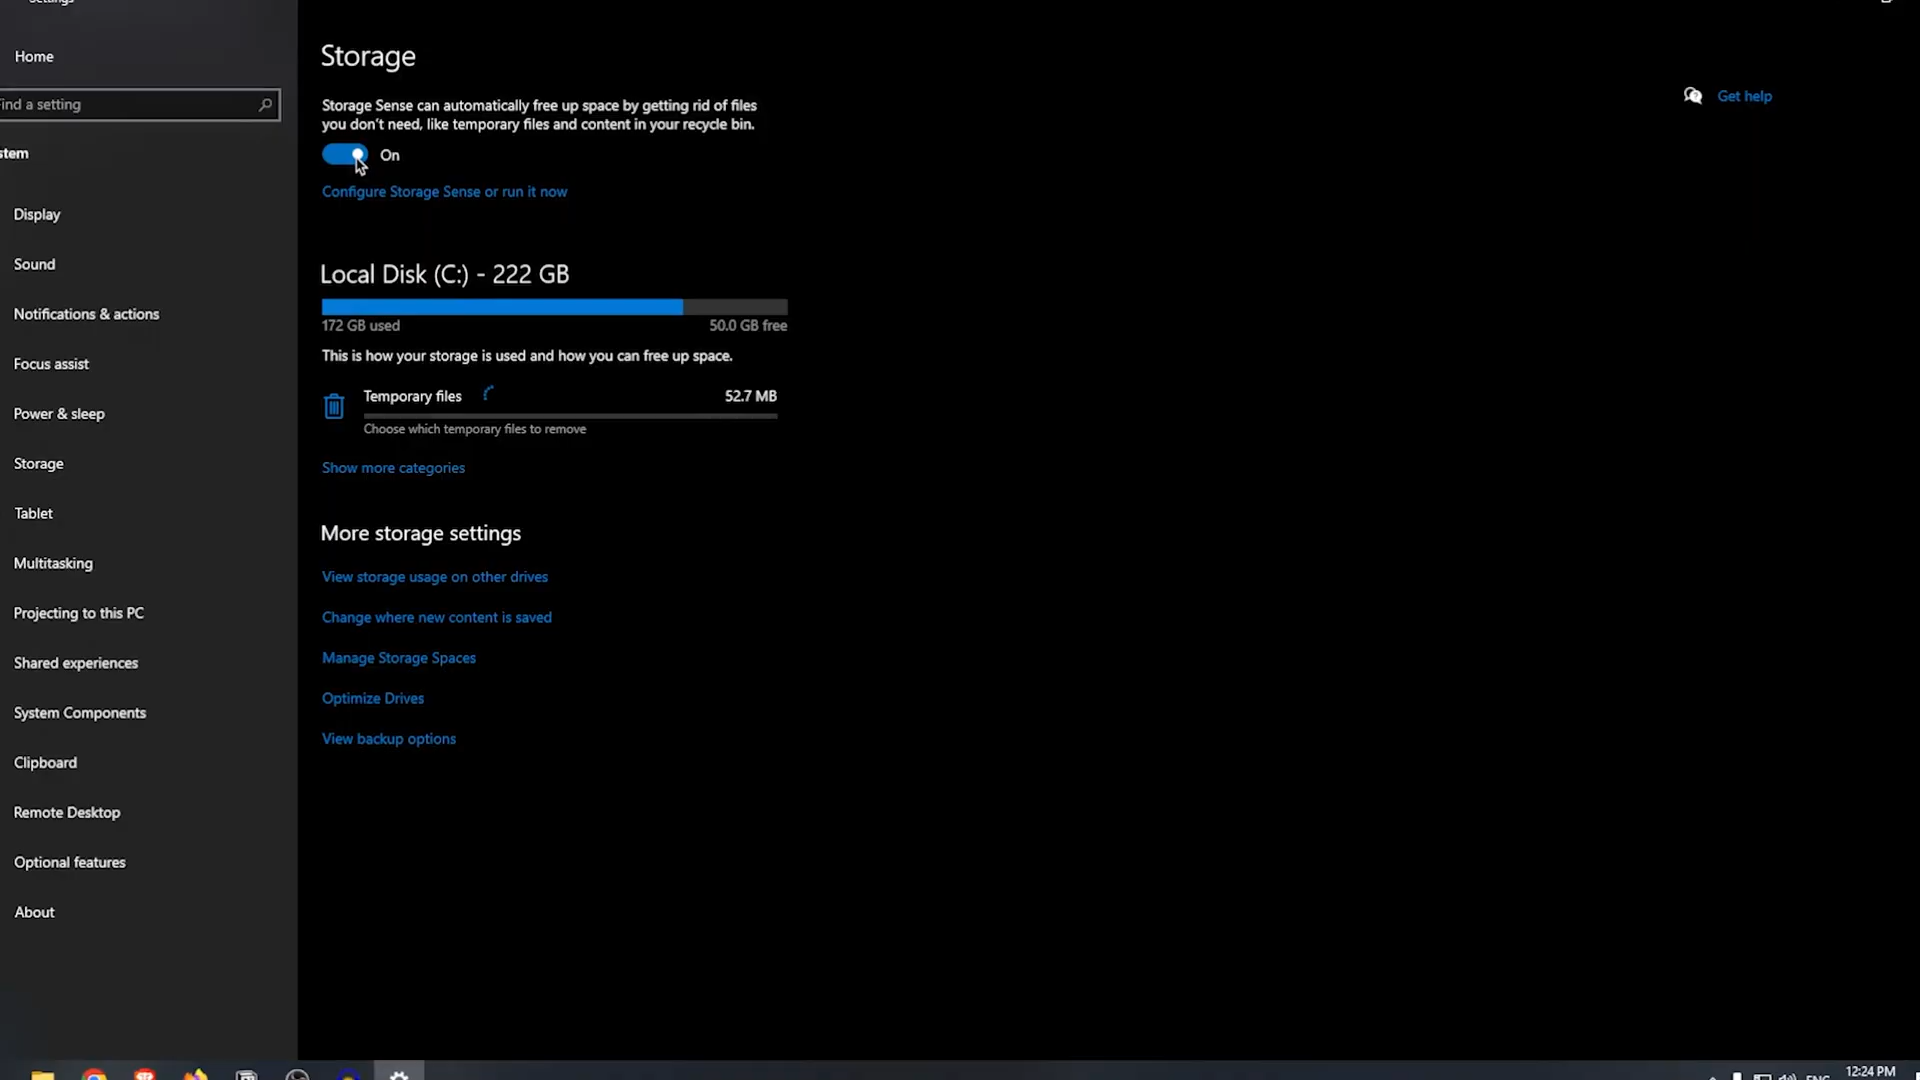 Settings
Home
ind a setting
stem
Display
Sound
Notifications & actions
Focus assist
Power & sleep
Storage
Tablet
Multitasking
Projecting to this PC
Shared experiences
System Components
Clipboard
Remote Desktop
Optional features
About
Storage
Storage Sense can automatically free up space by getting rid of files
you don't need, like temporary files and content in your recycle bin.
On
Configure Storage Sense or run it now
Local Disk (C:) - 222 GB
172 GB used 50.0 GB free
This is how your storage is used and how you can free up space.
Temporary files 52.7 MB
Choose which temporary files to remove
Show more categories
More storage settings
View storage usage on other drives
Change where new content is saved
Manage Storage Spaces
Optimize Drives
View backup options
Get help
ENG
12:24 PM